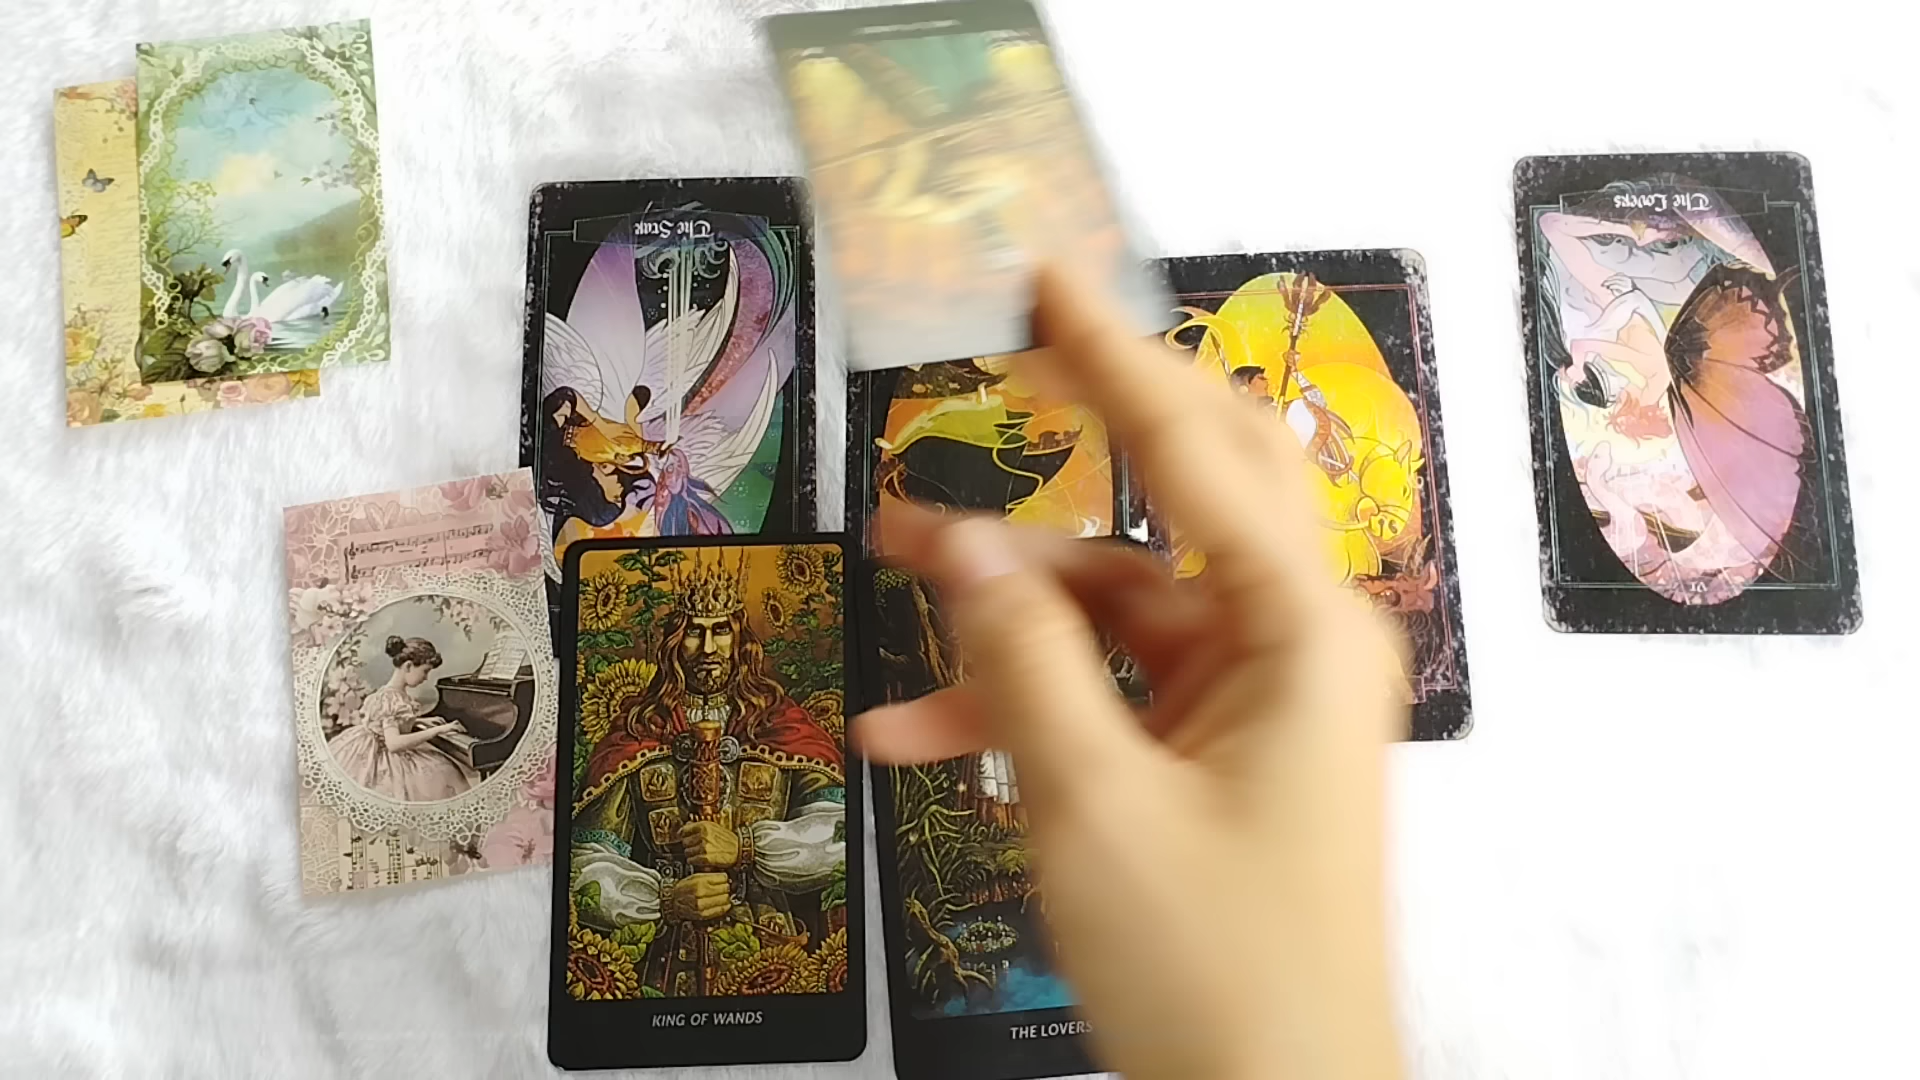 The Star
The Lovers
VI
KING OF WANDS
THE LOVERS